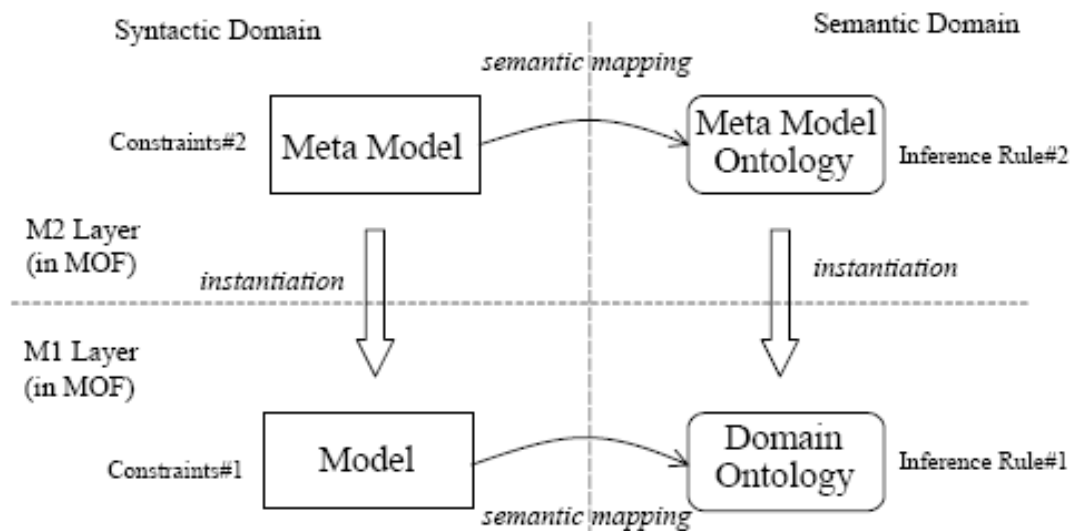 Syntactic Domain
Semantic Domain
semantic mapping
Constraints#2
Meta Model
Meta Model
Ontology
Inference Rule#2
M2 Layer
(in MOF)
instantiation
instantiation
M1 Layer
(in MOF)
Constraints#1
Model
Domain
Ontology
Inference Rule#1
semantic mapping